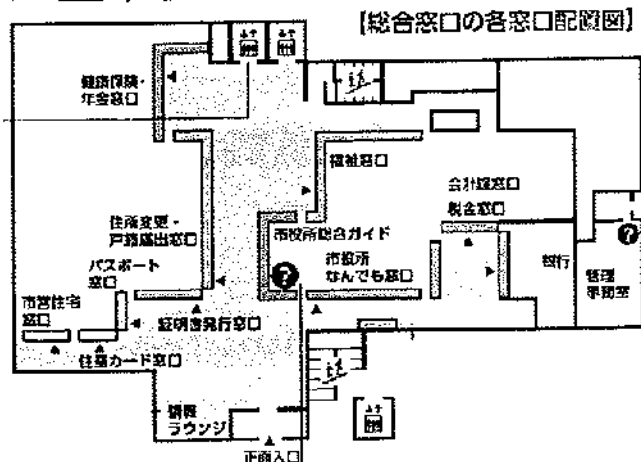 [総合窓口の各窓口配置図]
健康保険・
年金窓口
福祉窓口
会計課窓口
税金窓口
住所変更・
戸籍届出窓口
市役所総合ガイド
市役所
なんでも窓口
パスポート
窓口
市営住宅
窓口
証明書発行窓口
住基カード窓口
銀行
管理
事務室
情報
ラウンジ
正面入口
?
?